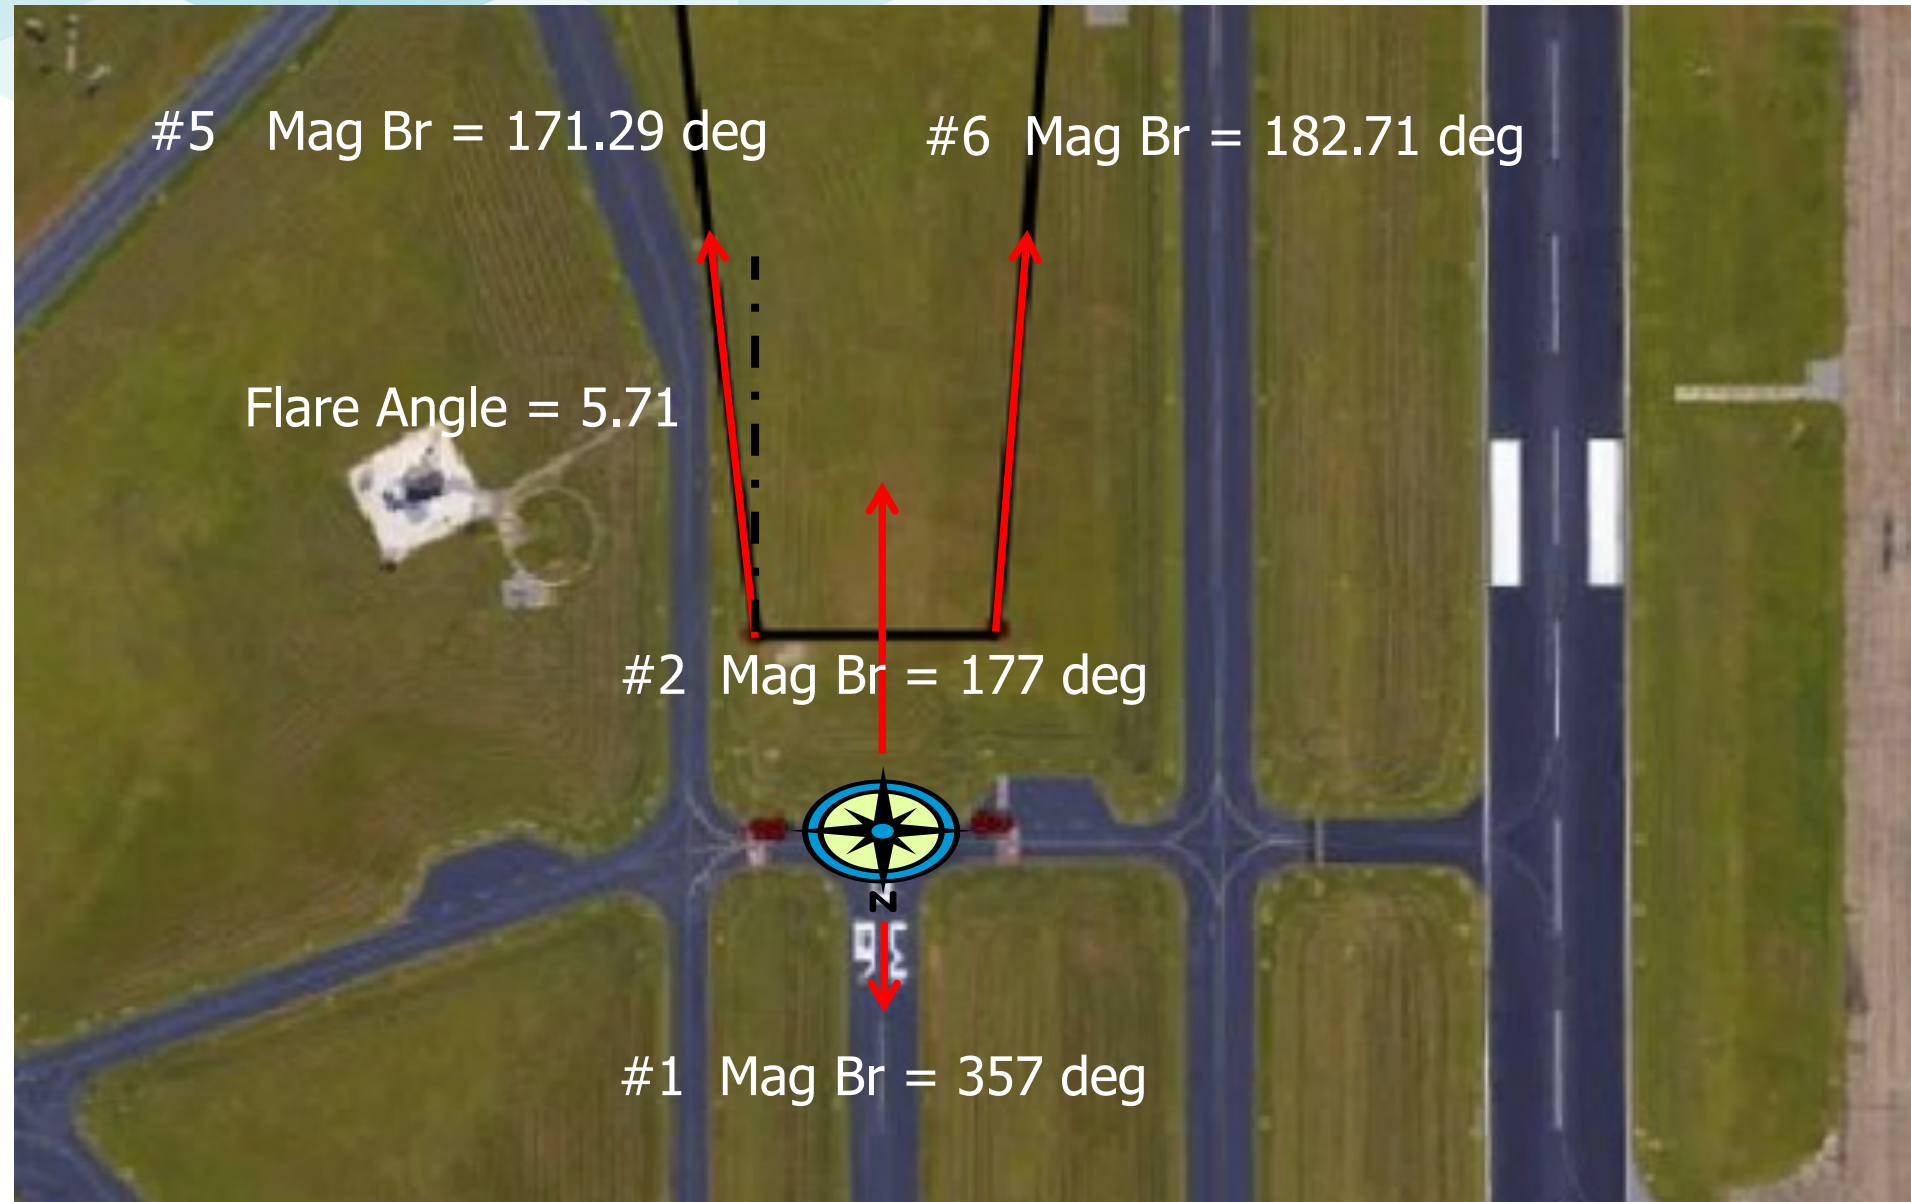 #5 Mag Br = 171.29 deg
#6 Mag Br = 182.71 deg
Flare Angle = 5.71
#2 Mag Br = 177 deg
N
#1 Mag Br = 357 deg